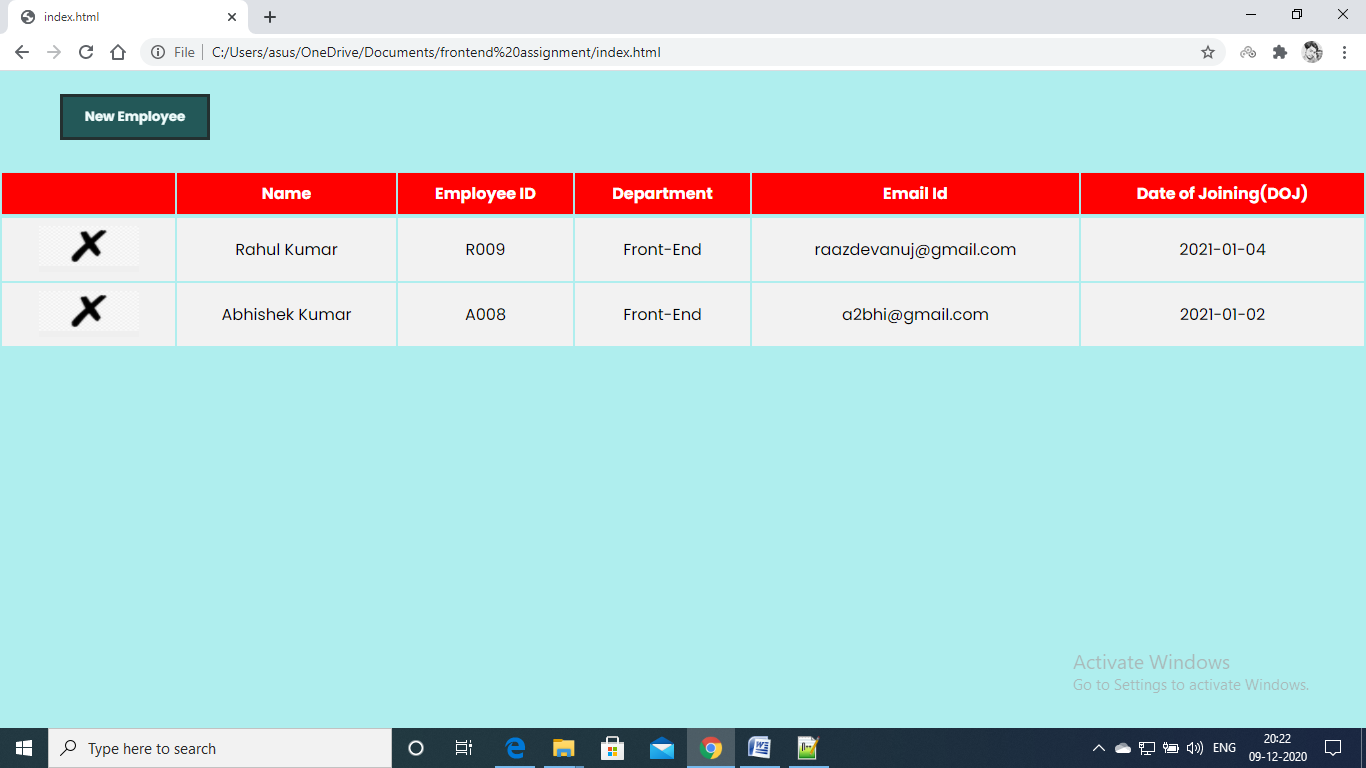 index.html
File C:/Users/asus/OneDrive/Documents/frontend%20assignment/index.html
New Employee
Name Employee ID Department Email Id Date of Joining(DOJ)
Rahul Kumar R009 Front-End raazdevanuj@gmail.com 2021-01-04
Abhishek Kumar A008 Front-End a2bhi@gmail.com 2021-01-02
Activate Windows
Go to Settings to activate Windows.
Type here to search
ENG
20:22
09-12-2020